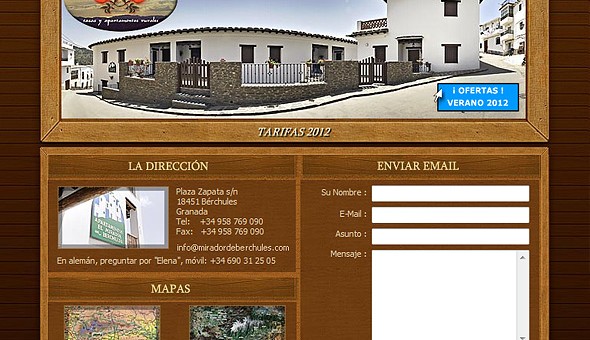 casas y apartamentos rurales
¡ OFERTAS !
VERANO 2012
TARIFAS 2012
LA DIRECCIÓN
Plaza Zapata s/n
18451 Bérchules
Granada
Tel: +34 958 769 090
Fax: +34 958 769 090
info@miradordeberchules.com
En alemán, preguntar por "Elena", móvil: +34 690 31 25 05
MAPAS
ENVIAR EMAIL
Su Nombre :
E-Mail :
Asunto :
Mensaje :